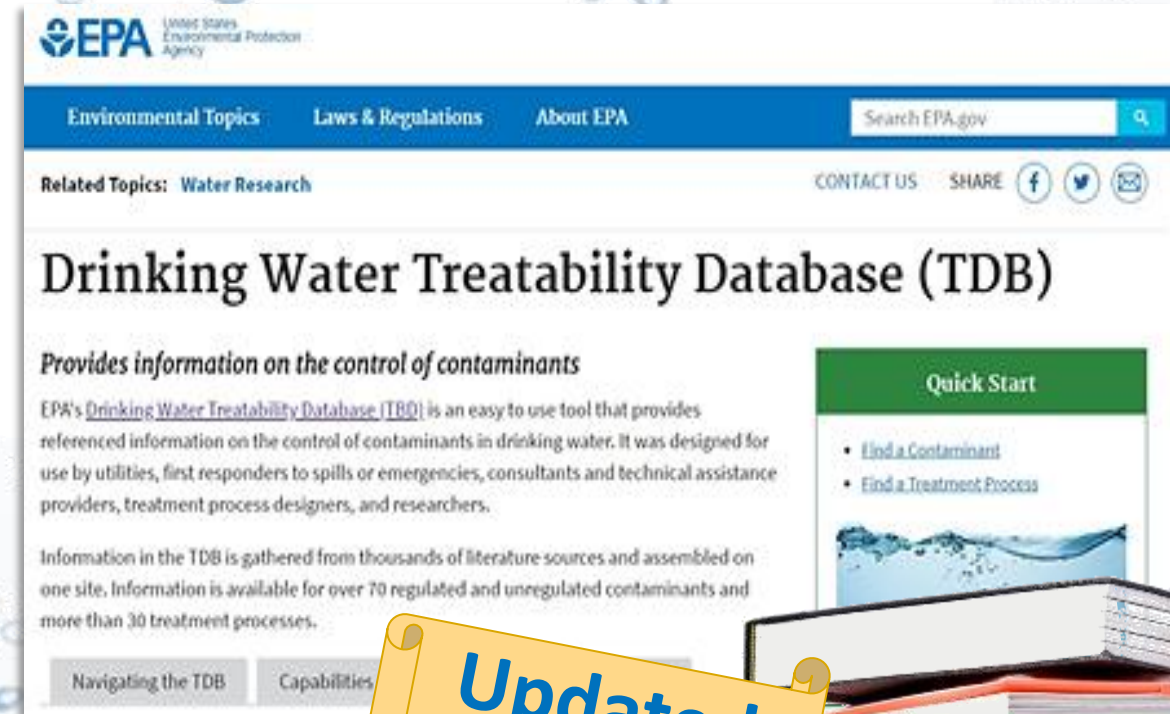 EPA United States
Environmental Protection
Agency
Environmental Topics Laws & Regulations About EPA Search EPA.gov
Related Topics: Water Research CONTACT US SHARE
Drinking Water Treatability Database (TDB)
Provides information on the control of contaminants
EPA's Drinking Water Treatability Database (TBD) is an easy to use tool that provides
referenced information on the control of contaminants in drinking water. It was designed for
use by utilities, first responders to spills or emergencies, consultants and technical assistance
providers, treatment process designers, and researchers.
Information in the TDB is gathered from thousands of literature sources and assembled on
one site. Information is available for over 70 regulated and unregulated contaminants and
more than 30 treatment processes.
Quick Start
• Find a Contaminant
• Find a Treatment Process
Navigating the TDB Capabilities